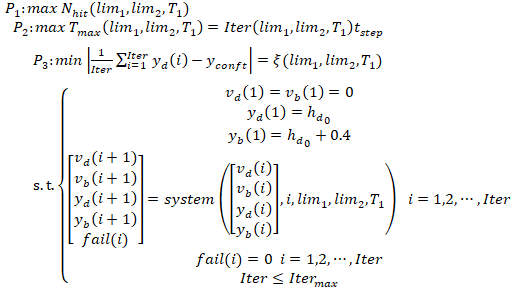 P₁: max N_hit(lim₁, lim₂, T₁)
P₂: max T_max(lim₁, lim₂, T₁) = Iter(lim₁, lim₂, T₁)t_step
P₃: min |1/Iter ∑_{i=1}^{Iter} y_d(i) − y_conft| = ξ(lim₁, lim₂, T₁)
s.t. {
v_d(1) = v_b(1) = 0
y_d(1) = h_{d₀}
y_b(1) = h_{d₀} + 0.4
[v_d(i + 1) v_b(i + 1) y_d(i + 1) y_b(i + 1) fail(i)] = system([v_d(i) v_b(i) y_d(i) y_b(i)], i, lim₁, lim₂, T₁) i = 1,2,⋯, Iter
fail(i) = 0 i = 1,2,⋯, Iter
Iter ≤ Iter_max